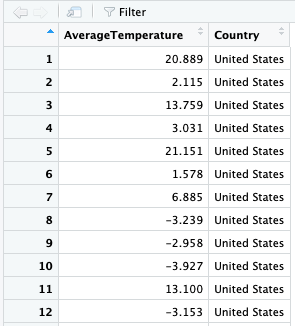 Filter
AverageTemperature Country
1 20.889 United States
2 2.115 United States
3 13.759 United States
4 3.031 United States
5 21.151 United States
6 1.578 United States
7 6.885 United States
8 −3.239 United States
9 −2.958 United States
10 −3.927 United States
11 13.100 United States
12 −3.153 United States